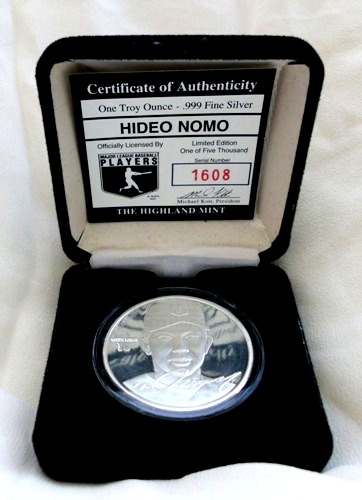 Certificate of Authenticity
One Troy Ounce - .999 Fine Silver
HIDEO NOMO
Officially Licensed By
MAJOR LEAGUE BASEBALL
PLAYERS
Limited Edition
One of Five Thousand
Serial Number
1608
Michael Kott, President
THE HIGHLAND MINT